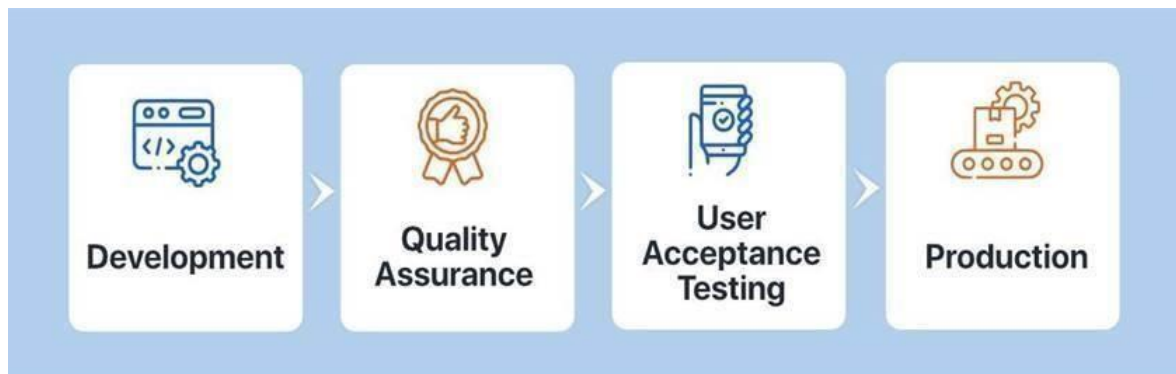 </>
Development
Quality
Assurance
User
Acceptance
Testing
Production